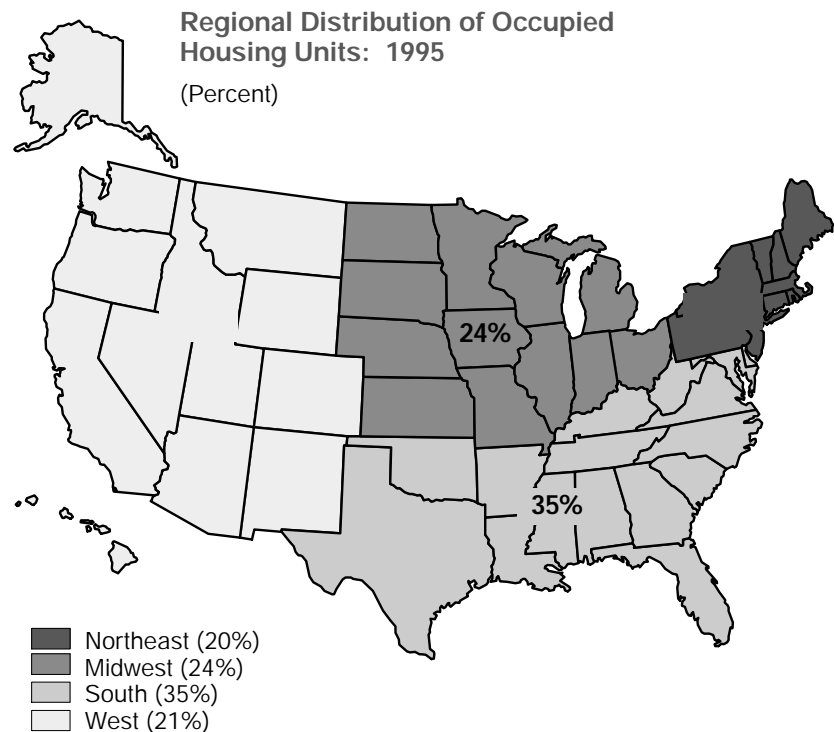 Regional Distribution of Occupied
Housing Units: 1995
(Percent)
24%
35%
Northeast (20%)
Midwest (24%)
South (35%)
West (21%)